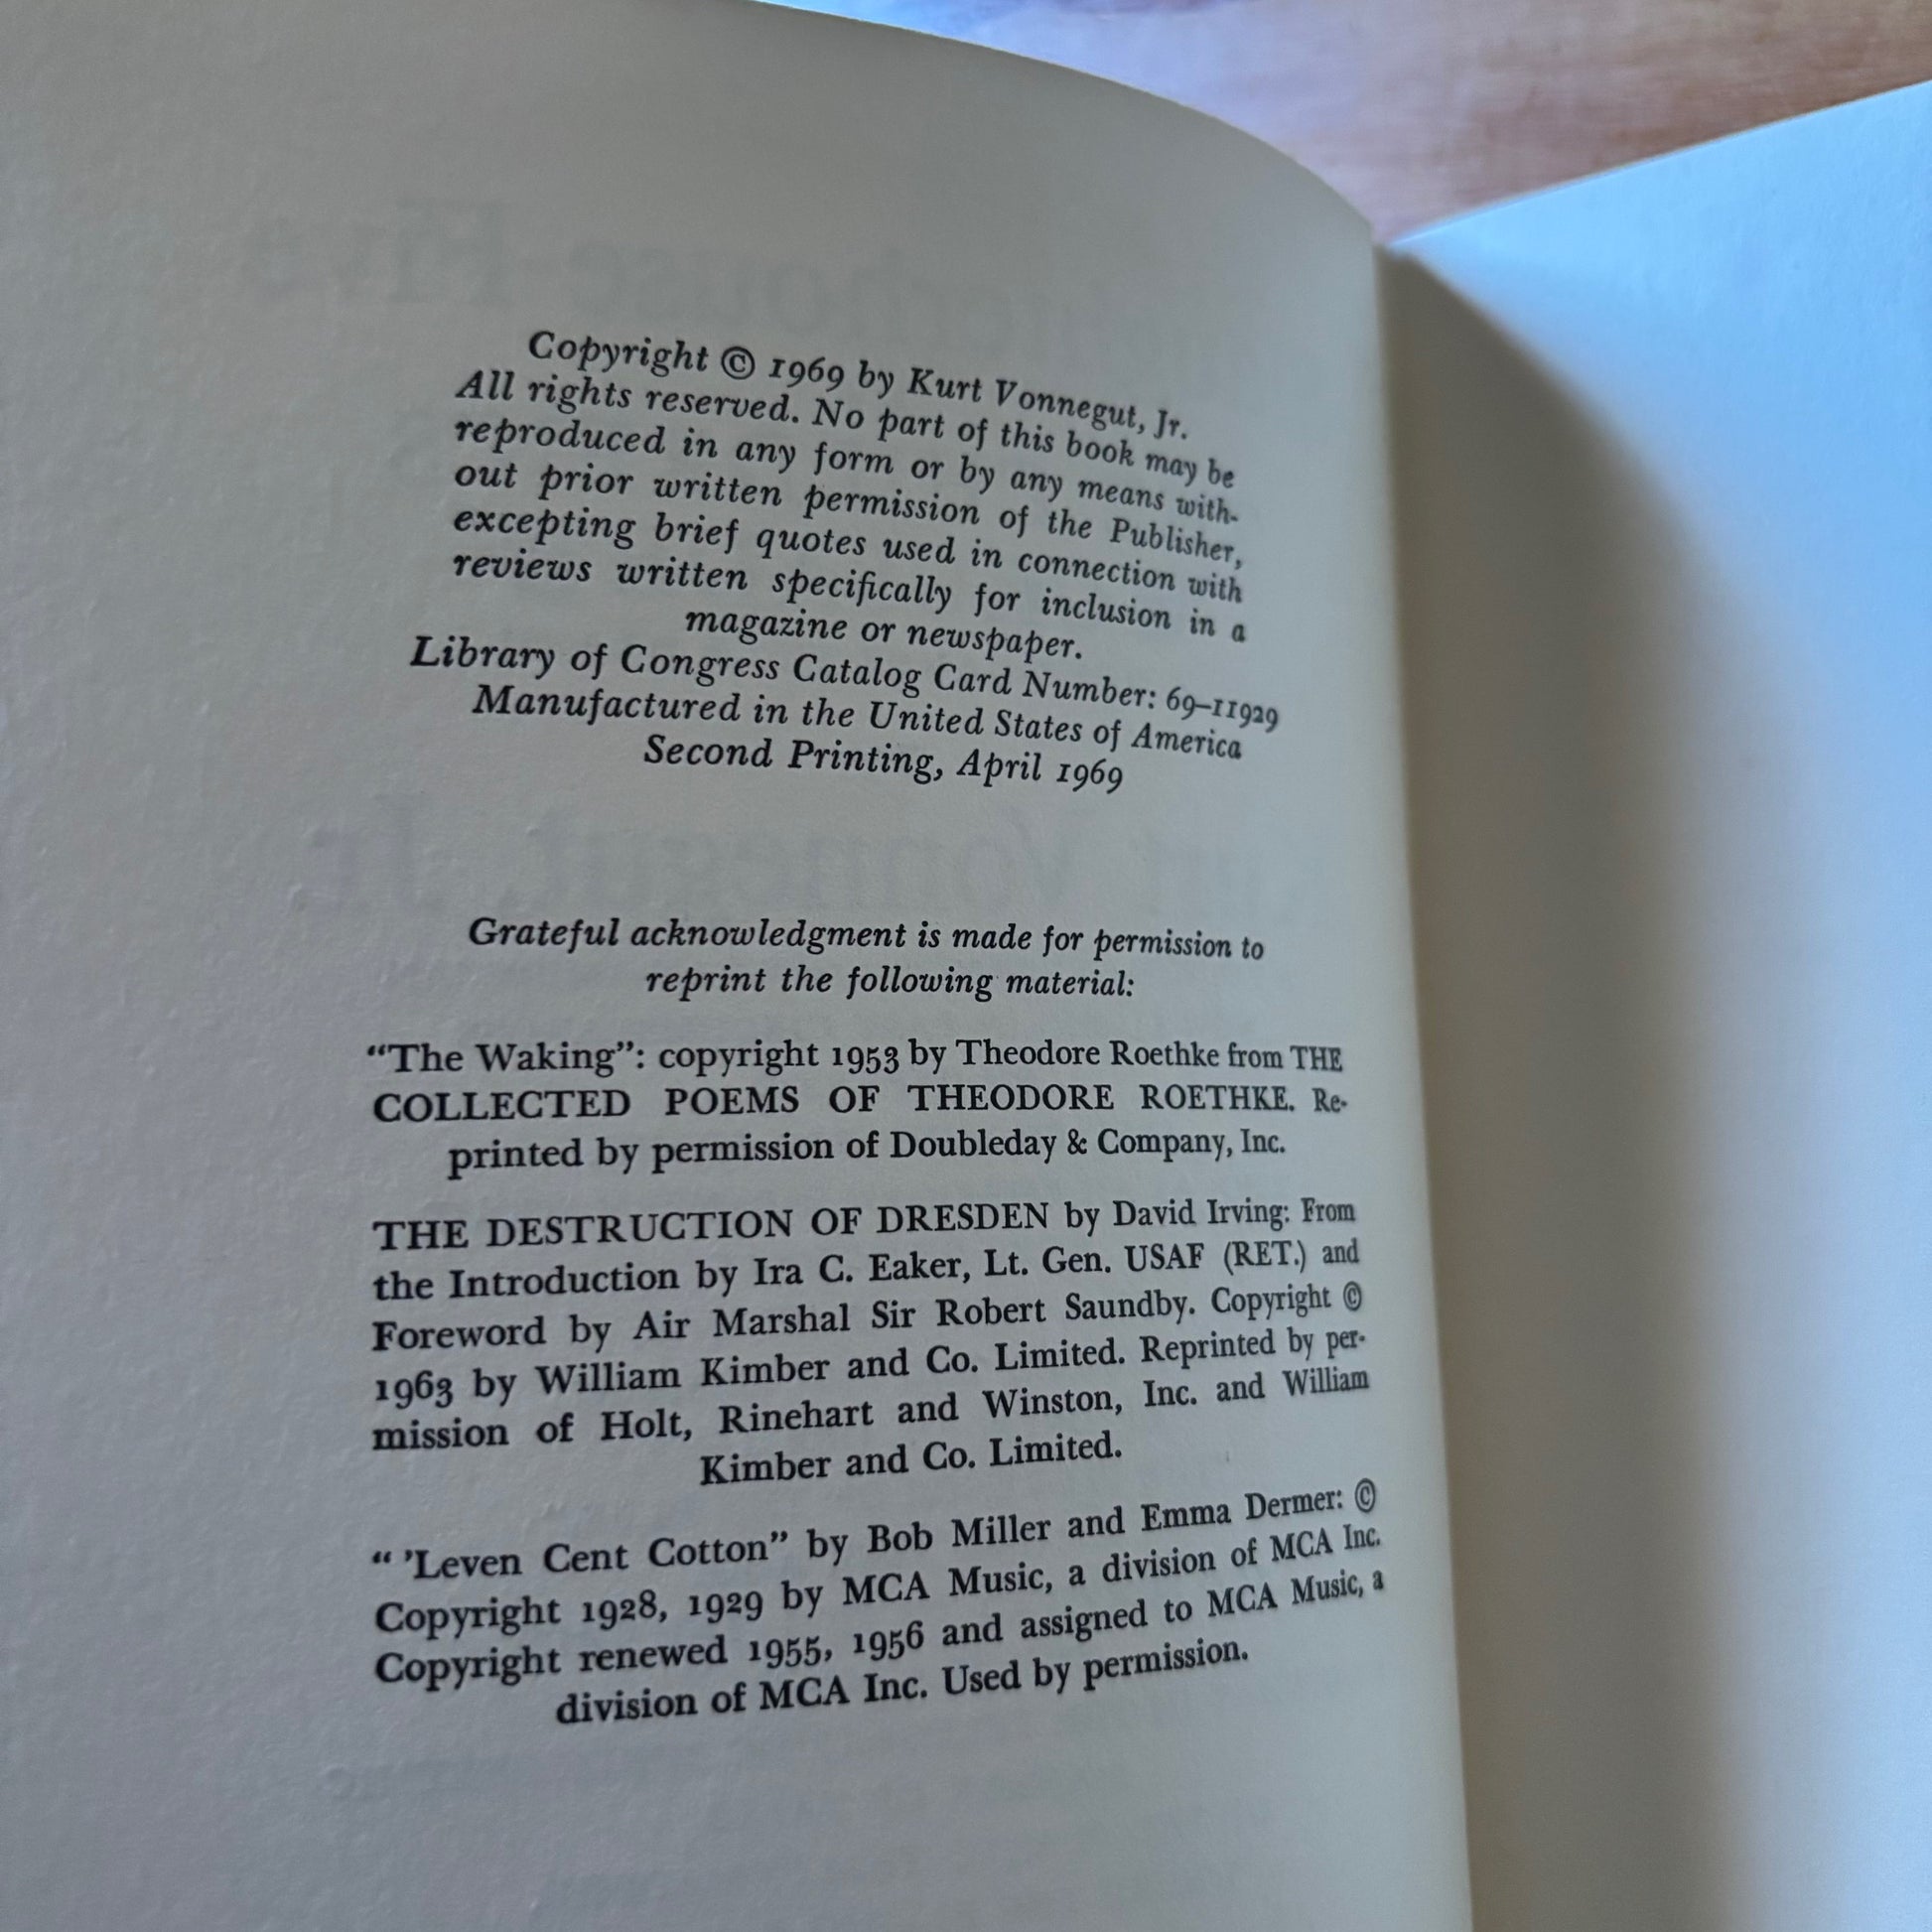 Copyright © 1969 by Kurt Vonnegut, Jr.
All rights reserved. No part of this book may be
reproduced in any form or by any means with-
out prior written permission of the Publisher,
excepting brief quotes used in connection with
reviews written specifically for inclusion in a
magazine or newspaper.
Library of Congress Catalog Card Number: 69–11929
Manufactured in the United States of America
Second Printing, April 1969
Grateful acknowledgment is made for permission to
reprint the following material:
“The Waking”: copyright 1953 by Theodore Roethke from THE
COLLECTED POEMS OF THEODORE ROETHKE. Re-
printed by permission of Doubleday & Company, Inc.
THE DESTRUCTION OF DRESDEN by David Irving: From
the Introduction by Ira C. Eaker, Lt. Gen. USAF (RET.) and
Foreword by Air Marshal Sir Robert Saundby. Copyright ©
1963 by William Kimber and Co. Limited. Reprinted by per-
mission of Holt, Rinehart and Winston, Inc. and William
Kimber and Co. Limited.
“ ’Leven Cent Cotton” by Bob Miller and Emma Dermer: ©
Copyright 1928, 1929 by MCA Music, a division of MCA Inc.
Copyright renewed 1955, 1956 and assigned to MCA Music, a
division of MCA Inc. Used by permission.